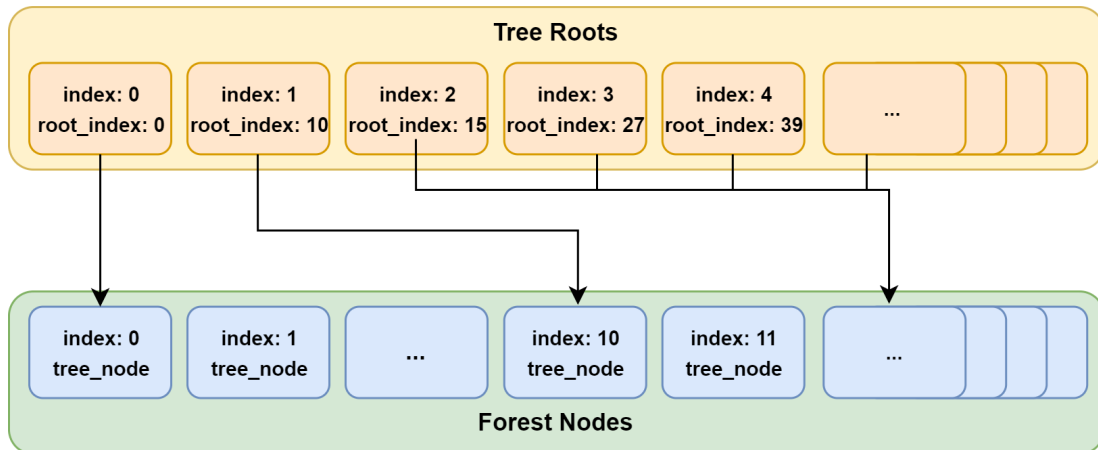 Tree Roots
index: 0
root_index: 0
index: 1
root_index: 10
index: 2
root_index: 15
index: 3
root_index: 27
index: 4
root_index: 39
...
index: 0
tree_node
index: 1
tree_node
...
index: 10
tree_node
index: 11
tree_node
...
Forest Nodes